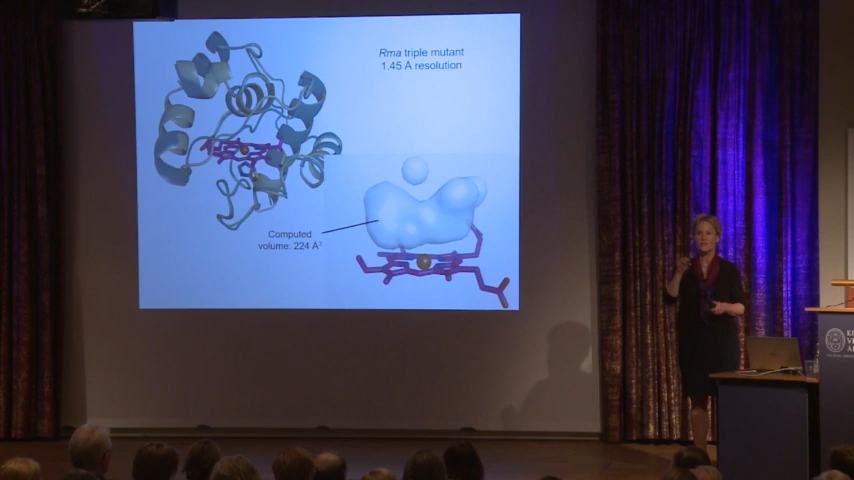 Rma triple mutant
1.45 Å resolution
Computed
volume: 224 Å³